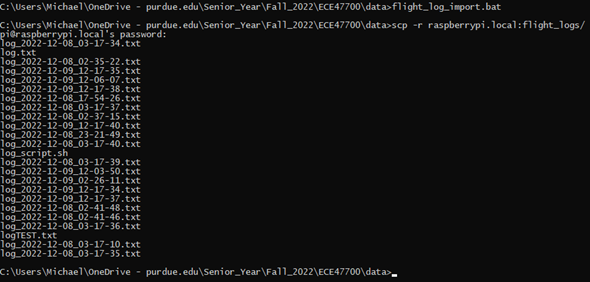 C:\Users\Michael\OneDrive - purdue.edu\Senior_Year\Fall_2022\ECE47700\data>flight_log_import.bat
C:\Users\Michael\OneDrive - purdue.edu\Senior_Year\Fall_2022\ECE47700\data>scp -r raspberrypi.local:flight_logs/
pi@raspberrypi.local's password:
log_2022-12-08_03-17-34.txt
log.txt
log_2022-12-08_02-35-22.txt
log_2022-12-09_12-17-35.txt
log_2022-12-09_12-06-07.txt
log_2022-12-09_12-17-38.txt
log_2022-12-08_17-54-26.txt
log_2022-12-08_03-17-37.txt
log_2022-12-08_02-37-15.txt
log_2022-12-09_12-17-40.txt
log_2022-12-08_23-21-49.txt
log_2022-12-08_03-17-40.txt
log_script.sh
log_2022-12-08_03-17-39.txt
log_2022-12-09_12-03-50.txt
log_2022-12-09_02-26-11.txt
log_2022-12-09_12-17-34.txt
log_2022-12-09_12-17-37.txt
log_2022-12-08_02-41-48.txt
log_2022-12-08_02-41-46.txt
log_2022-12-08_03-17-36.txt
logTEST.txt
log_2022-12-08_03-17-10.txt
log_2022-12-08_03-17-35.txt
C:\Users\Michael\OneDrive - purdue.edu\Senior_Year\Fall_2022\ECE47700\data>